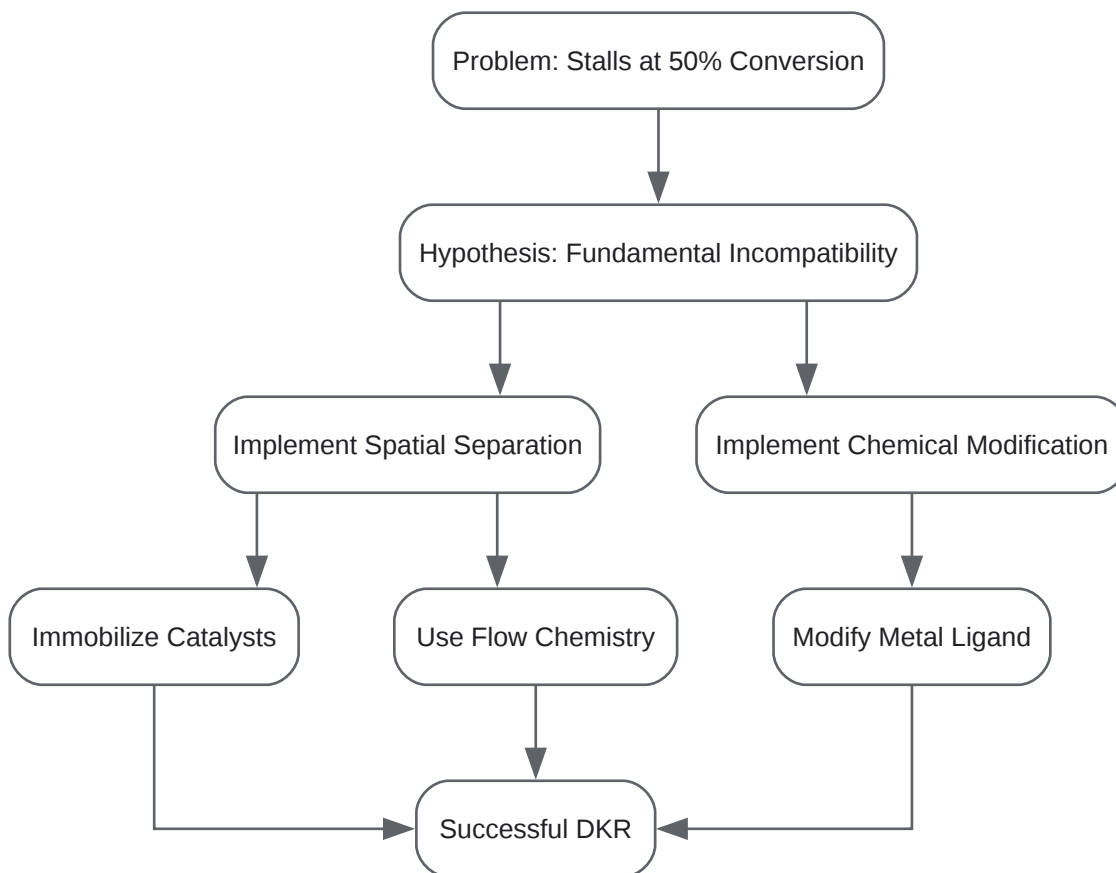 Problem: Stalls at 50% Conversion
Hypothesis: Fundamental Incompatibility
Implement Spatial Separation
Implement Chemical Modification
Immobilize Catalysts
Use Flow Chemistry
Modify Metal Ligand
Successful DKR